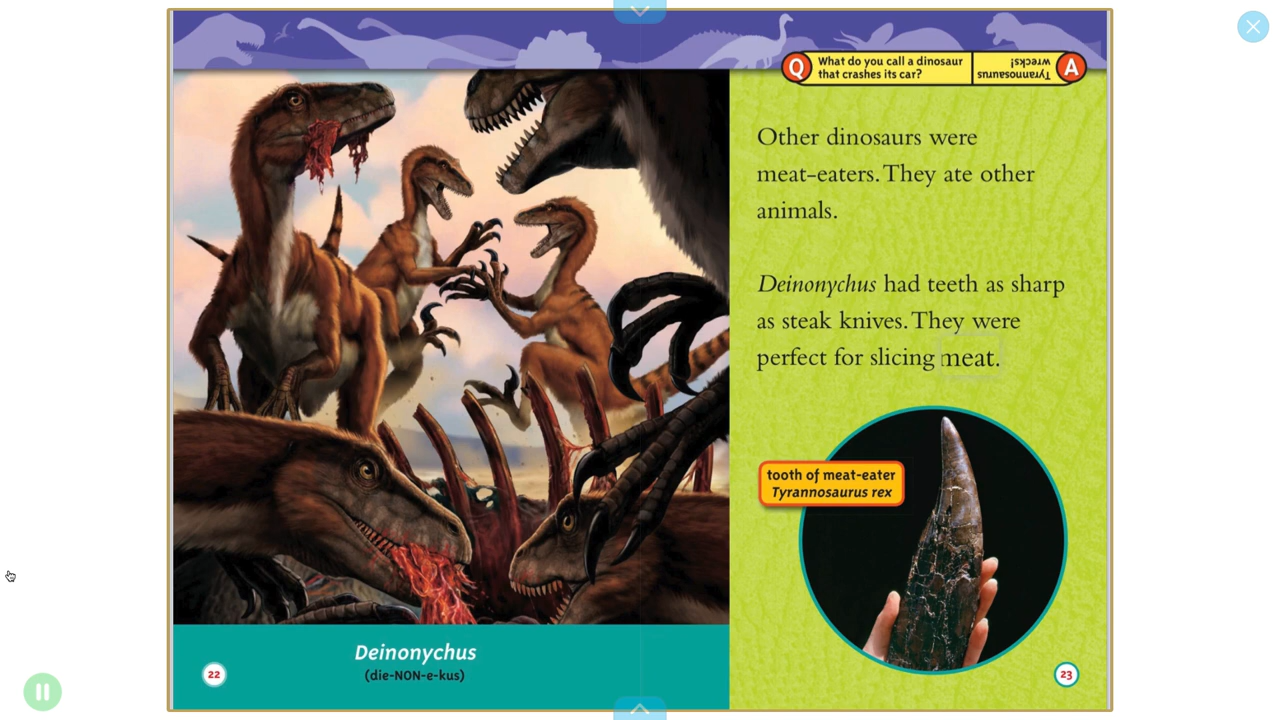 Q
What do you call a dinosaur
that crashes its car?
Tyrannosaurus
wrecks!
A
Other dinosaurs were
meat-eaters. They ate other
animals.
Deinonychus had teeth as sharp
as steak knives. They were
perfect for slicing meat.
tooth of meat-eater
Tyrannosaurus rex
Deinonychus
(die-NON-e-kus)
22
23